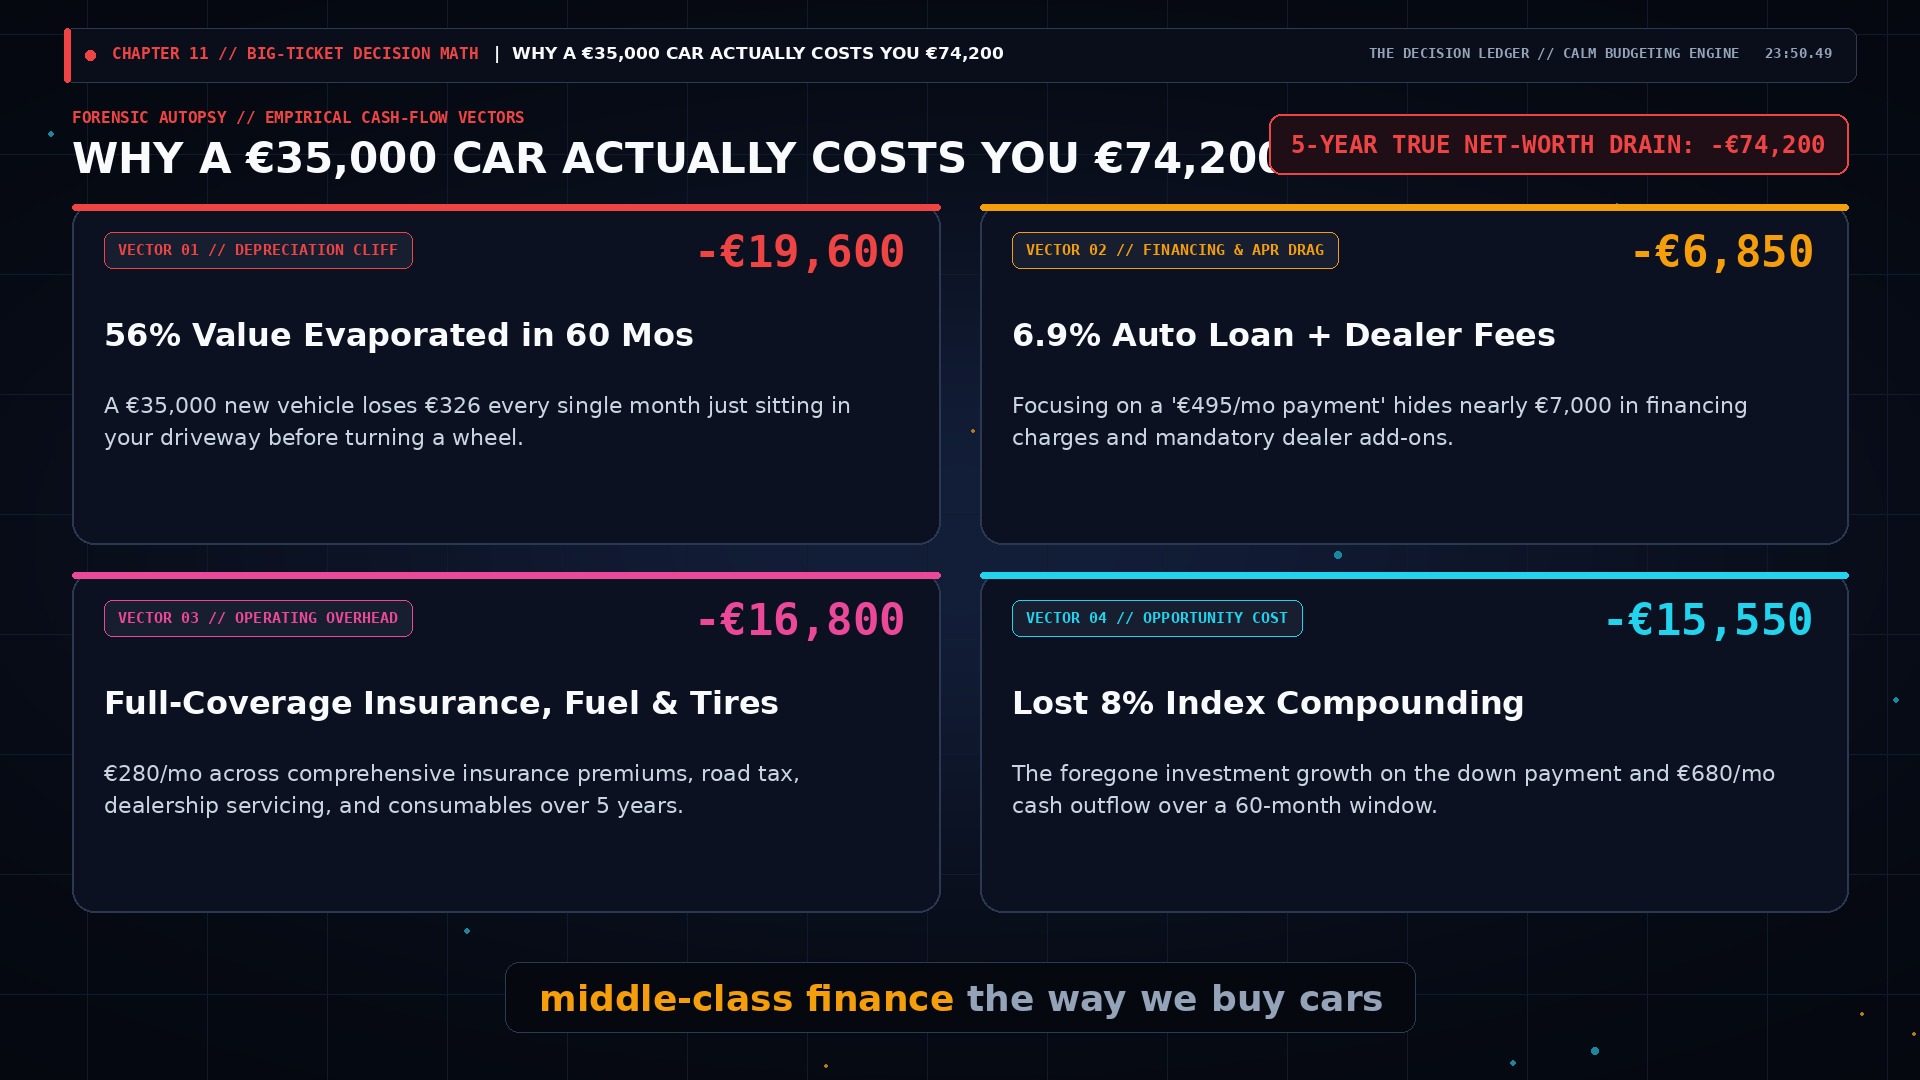 CHAPTER 11 // BIG-TICKET DECISION MATH | WHY A €35,000 CAR ACTUALLY COSTS YOU €74,200
THE DECISION LEDGER // CALM BUDGETING ENGINE 23:50.49
FORENSIC AUTOPSY // EMPIRICAL CASH-FLOW VECTORS
WHY A €35,000 CAR ACTUALLY COSTS YOU €74,200
5-YEAR TRUE NET-WORTH DRAIN: -€74,200
VECTOR 01 // DEPRECIATION CLIFF
-€19,600
56% Value Evaporated in 60 Mos
A €35,000 new vehicle loses €326 every single month just sitting in
your driveway before turning a wheel.
VECTOR 02 // FINANCING & APR DRAG
-€6,850
6.9% Auto Loan + Dealer Fees
Focusing on a '€495/mo payment' hides nearly €7,000 in financing
charges and mandatory dealer add-ons.
VECTOR 03 // OPERATING OVERHEAD
-€16,800
Full-Coverage Insurance, Fuel & Tires
€280/mo across comprehensive insurance premiums, road tax,
dealership servicing, and consumables over 5 years.
VECTOR 04 // OPPORTUNITY COST
-€15,550
Lost 8% Index Compounding
The foregone investment growth on the down payment and €680/mo
cash outflow over a 60-month window.
middle-class finance the way we buy cars